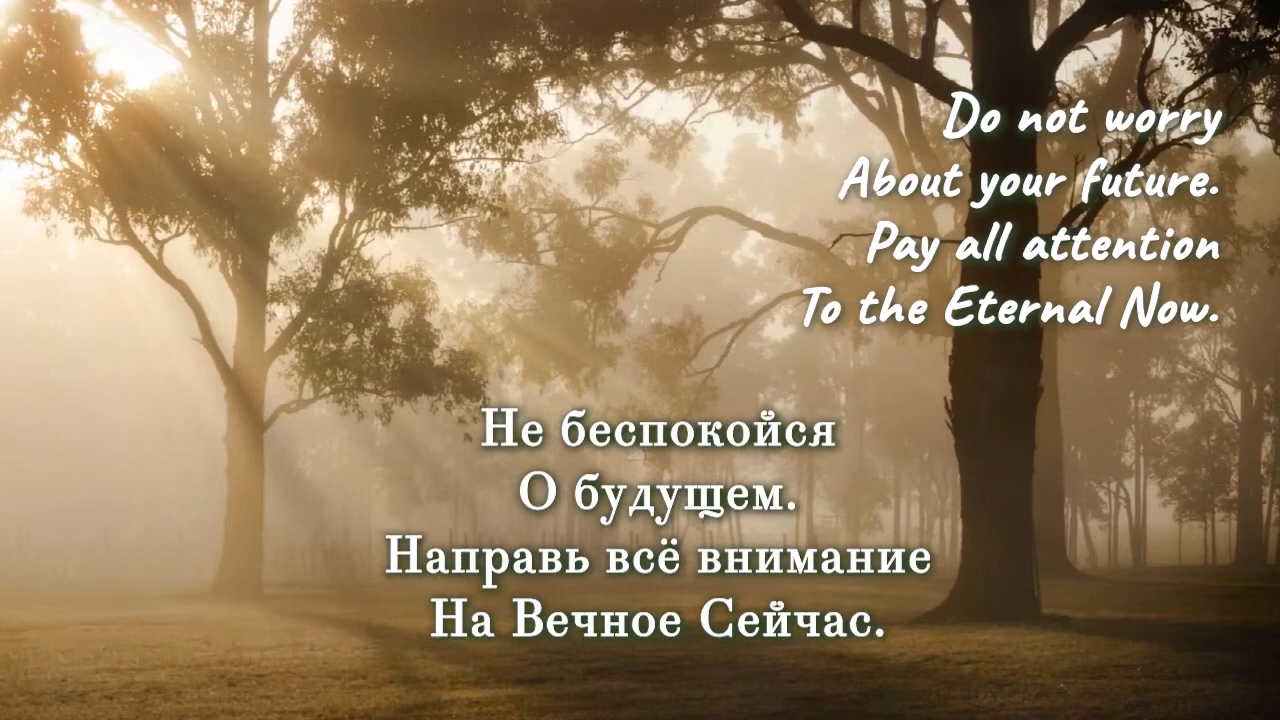 Do not worry
About your future.
Pay all attention
To the Eternal Now.
Не беспокойся
О будущем.
Направь всё внимание
На Вечное Сейчас.